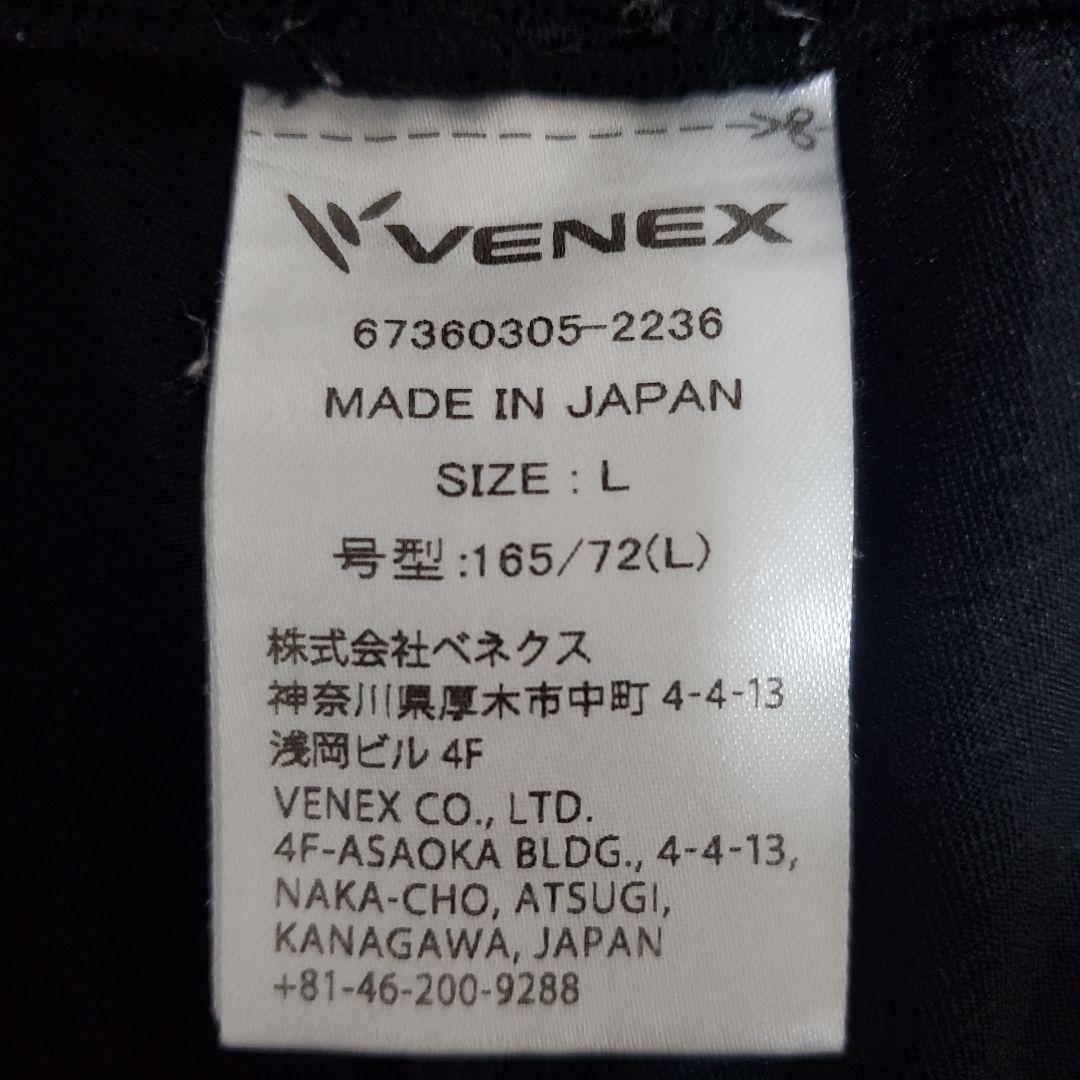 VENEX
67360305-2236
MADE IN JAPAN
SIZE : L
号型:165/72(L)
株式会社ベネクス
神奈川県厚木市中町 4-4-13
浅岡ビル 4F
VENEX CO., LTD.
4F-ASAOKA BLDG., 4-4-13,
NAKA-CHO, ATSUGI,
KANAGAWA, JAPAN
+81-46-200-9288